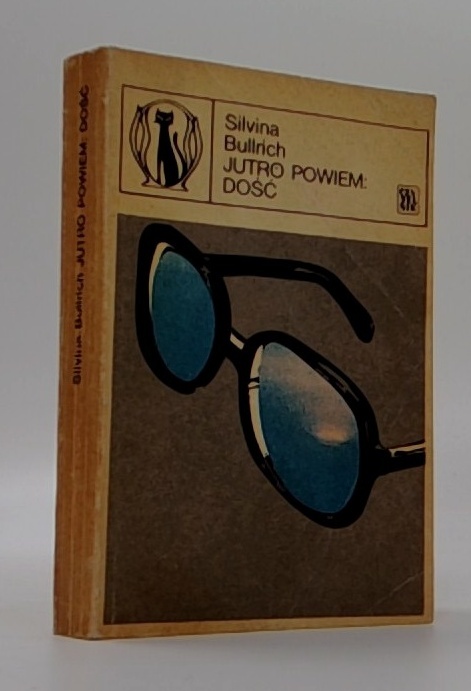 Silvina
Bullrich
JUTRO POWIEM:
DOŚĆ
Silvina Bullrich JUTRO POWIEM: DOŚĆ